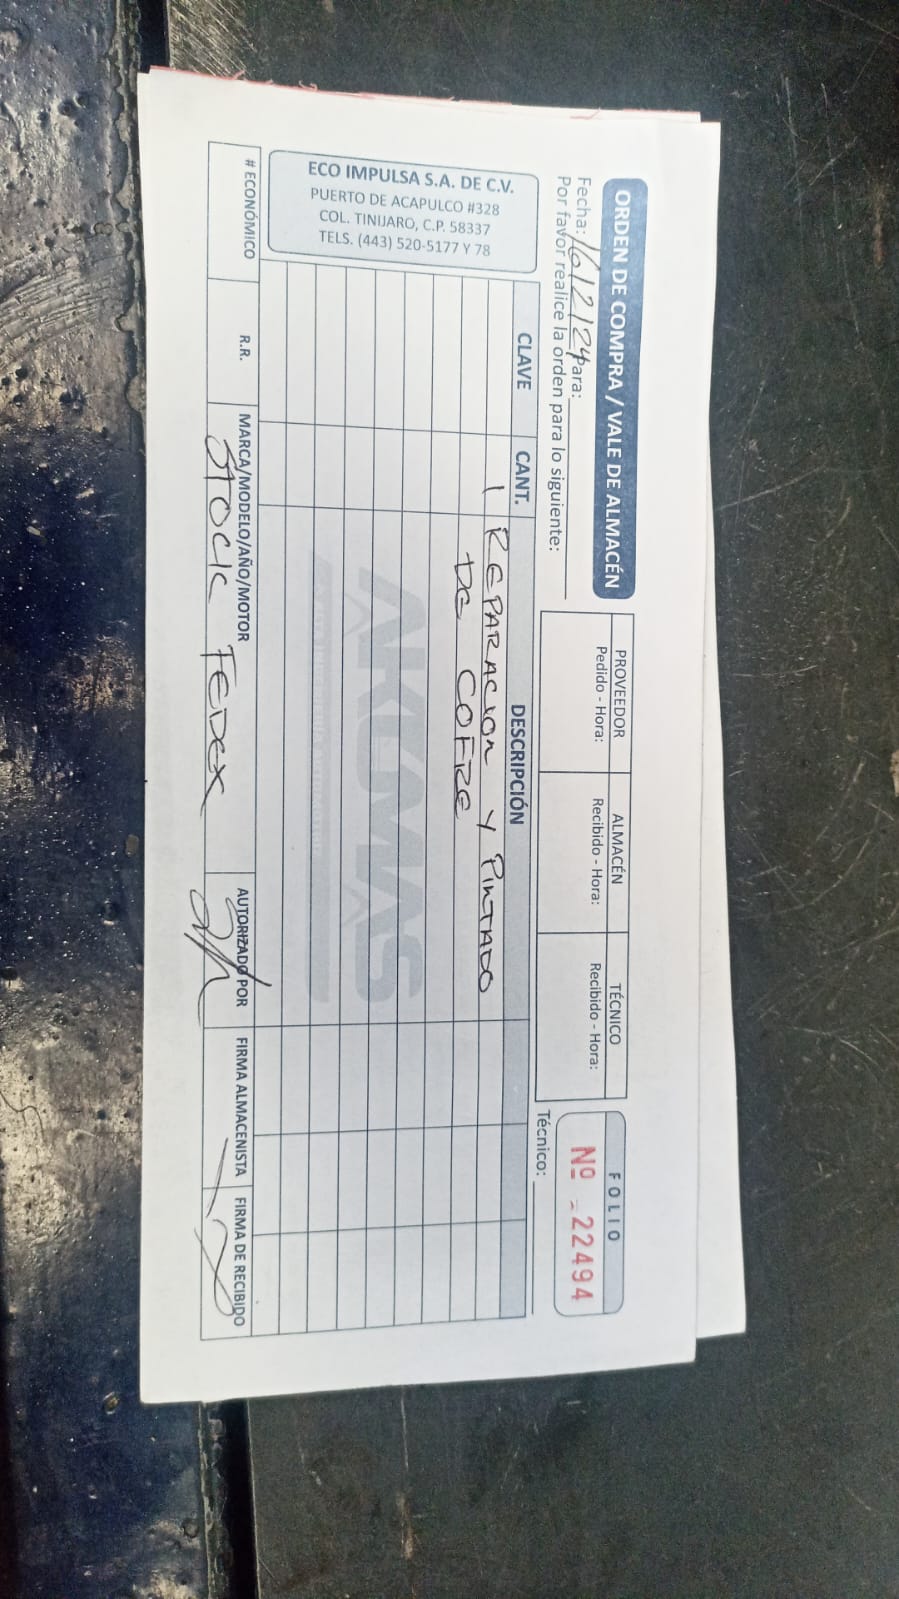 ORDEN DE COMPRA / VALE DE ALMACÉN
Fecha: 16/12/24 Para:
Por favor realice la orden para lo siguiente:
PROVEEDOR
Pedido - Hora:
ALMACÉN
Recibido - Hora:
TÉCNICO
Recibido - Hora:
FOLIO
Nº 22494
Técnico:
ECO IMPULSA S.A. DE C.V.
PUERTO DE ACAPULCO #328
COL. TINIJARO, C.P. 58337
TELS. (443) 520-5177 Y 78
CLAVE CANT. DESCRIPCIÓN
1 REPARACION Y PINTADO
DE COFRE
AKUMAS
# ECONÓMICO R.R. MARCA/MODELO/AÑO/MOTOR AUTORIZADO POR FIRMA ALMACENISTA FIRMA DE RECIBIDO
STOCK FEDEX